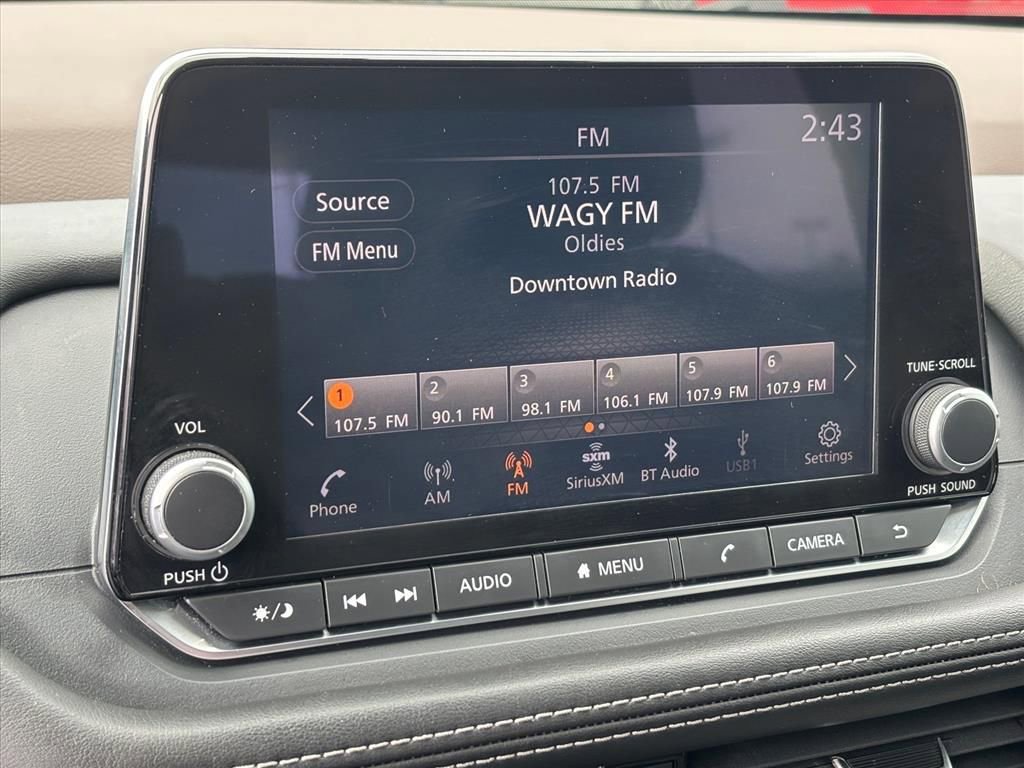 FM
2:43
Source
FM Menu
107.5 FM
WAGY FM
Oldies
Downtown Radio
1
107.5 FM
2
90.1 FM
3
98.1 FM
4
106.1 FM
5
107.9 FM
6
107.9 FM
Phone
AM
FM
sxm
SiriusXM
BT Audio
USB1
Settings
VOL
PUSH
TUNE·SCROLL
PUSH SOUND
AUDIO
MENU
CAMERA